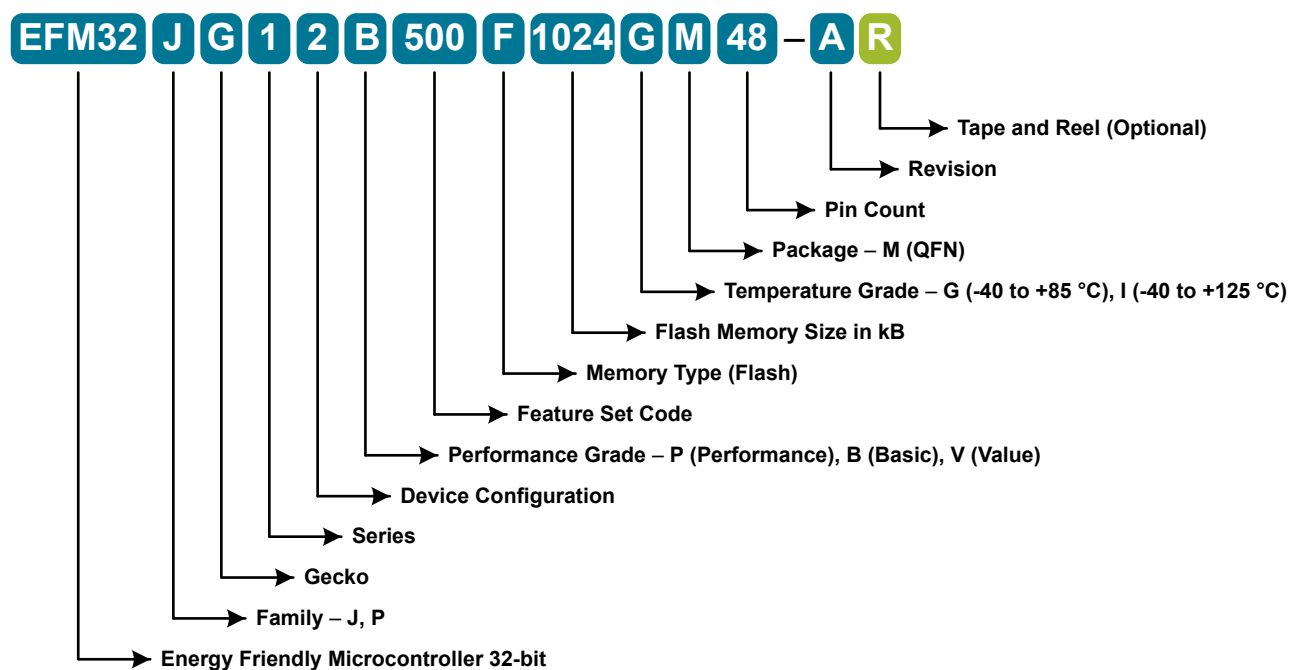 EFM32 J G 1 2 B 500 F 1024 G M 48 – A R
Tape and Reel (Optional)
Revision
Pin Count
Package – M (QFN)
Temperature Grade – G (-40 to +85 °C), I (-40 to +125 °C)
Flash Memory Size in kB
Memory Type (Flash)
Feature Set Code
Performance Grade – P (Performance), B (Basic), V (Value)
Device Configuration
Series
Gecko
Family – J, P
Energy Friendly Microcontroller 32-bit